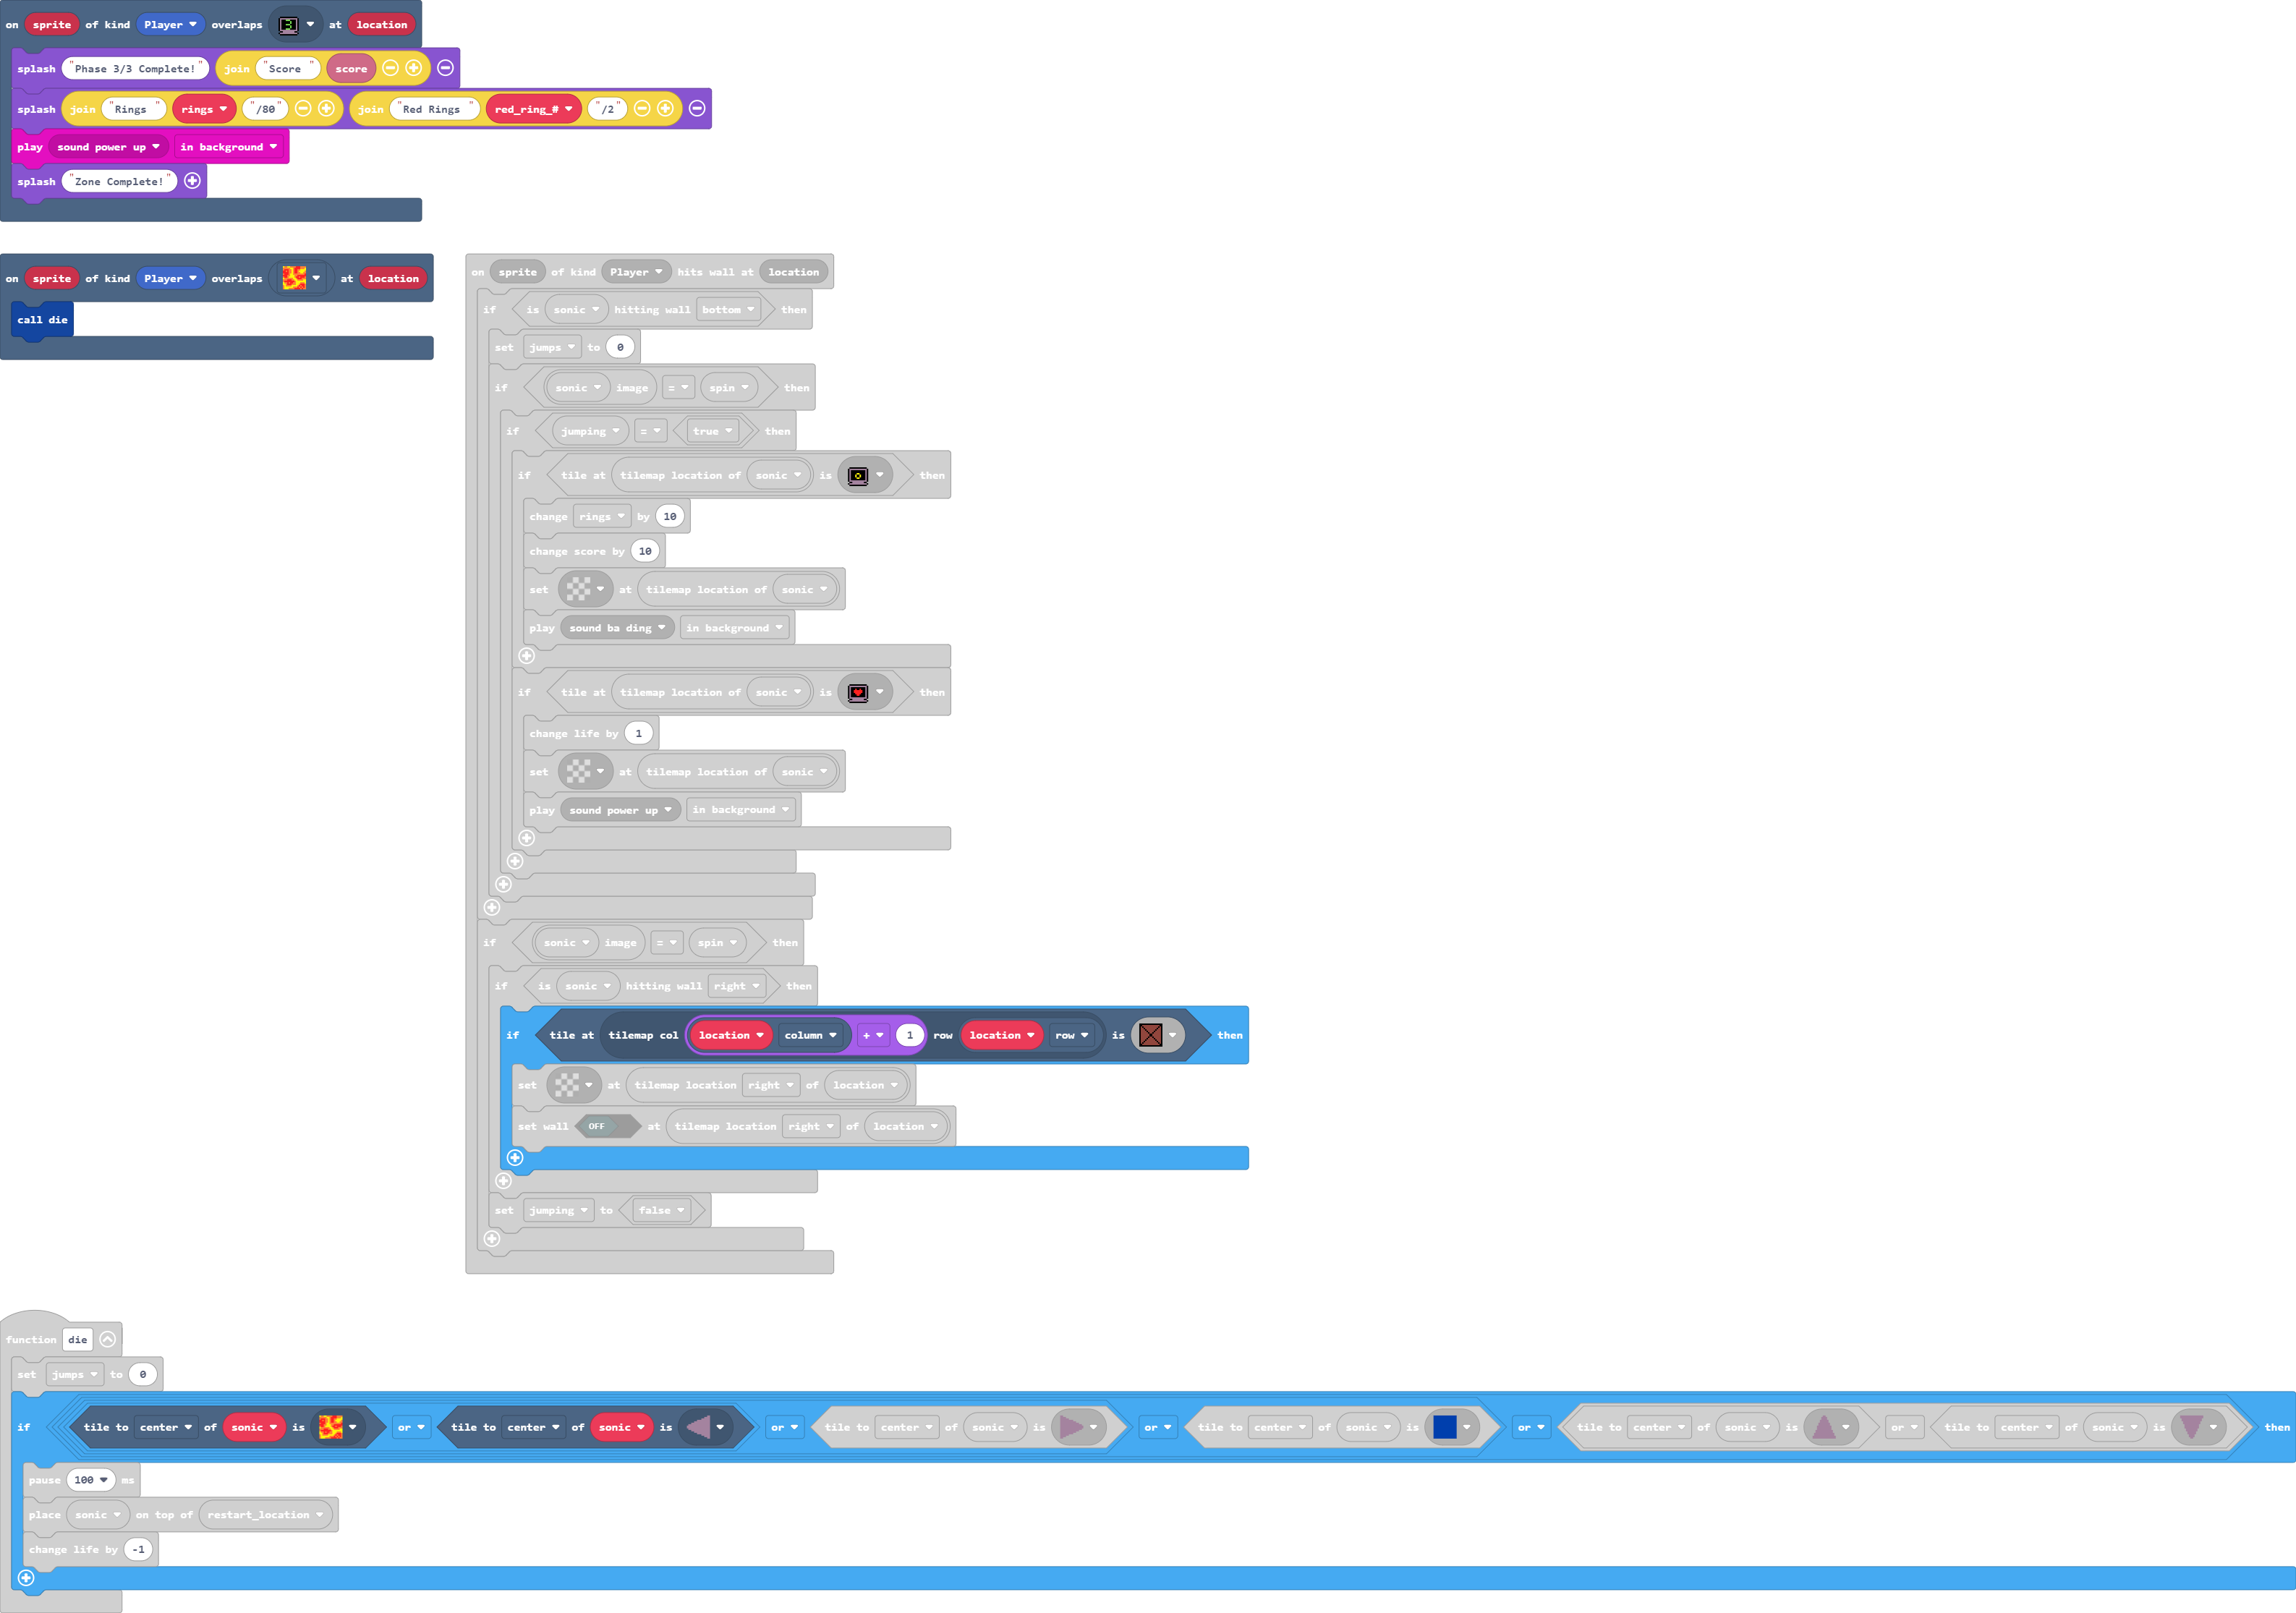 on sprite of kind Player overlaps 3 at location
splash "Phase 3/3 Complete!" join "Score " score
splash join "Rings " rings "/80" join "Red Rings " red_ring_# "/2"
play sound power up in background
splash "Zone Complete!"
on sprite of kind Player overlaps at location
call die
on sprite of kind Player hits wall at location
if is sonic hitting wall bottom then
set jumps to 0
if sonic image = spin then
if jumping = true then
if tile at tilemap location of sonic is then
change rings by 10
change score by 10
set at tilemap location of sonic
play sound ba ding in background
if tile at tilemap location of sonic is then
change life by 1
set at tilemap location of sonic
play sound power up in background
if sonic image = spin then
if is sonic hitting wall right then
if tile at tilemap col location column + 1 row location row is then
set at tilemap location right of location
set wall OFF at tilemap location right of location
set jumping to false
function die
set jumps to 0
if tile to center of sonic is or tile to center of sonic is or tile to center of sonic is or tile to center of sonic is or tile to center of sonic is or tile to center of sonic is then
pause 100 ms
place sonic on top of restart_location
change life by -1